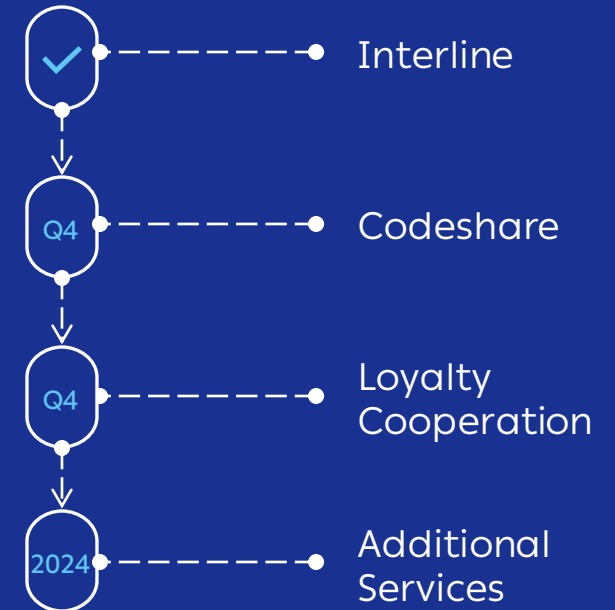 Interline
Q4
Codeshare
Q4
Loyalty
Cooperation
2024
Additional
Services